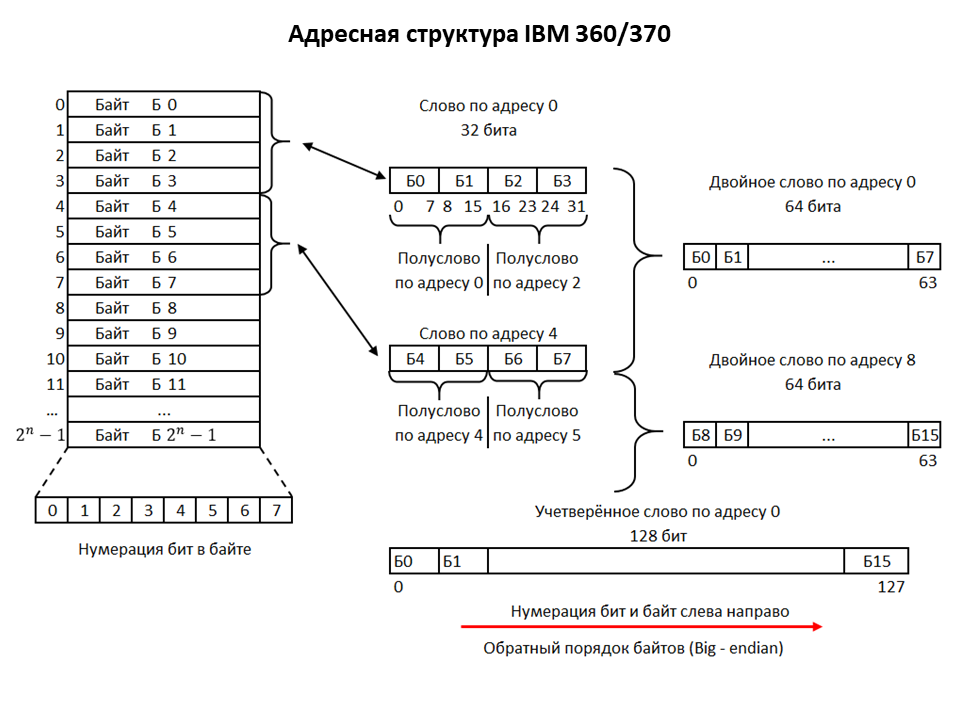 Адресная структура IBM 360/370
0 Байт Б 0
1 Байт Б 1
2 Байт Б 2
3 Байт Б 3
4 Байт Б 4
5 Байт Б 5
6 Байт Б 6
7 Байт Б 7
8 Байт Б 8
9 Байт Б 9
10 Байт Б 10
11 Байт Б 11
... ...
2ⁿ − 1 Байт Б 2ⁿ − 1
0 1 2 3 4 5 6 7
Нумерация бит в байте
Слово по адресу 0
32 бита
Б0 Б1 Б2 Б3
0 7 8 15 16 23 24 31
Полуслово
по адресу 0
Полуслово
по адресу 2
Слово по адресу 4
Б4 Б5 Б6 Б7
Полуслово
по адресу 4
Полуслово
по адресу 5
Двойное слово по адресу 0
64 бита
Б0 Б1 ... Б7
0 63
Двойное слово по адресу 8
64 бита
Б8 Б9 ... Б15
0 63
Учетверённое слово по адресу 0
128 бит
Б0 Б1 Б15
0 127
Нумерация бит и байт слева направо
Обратный порядок байтов (Big - endian)